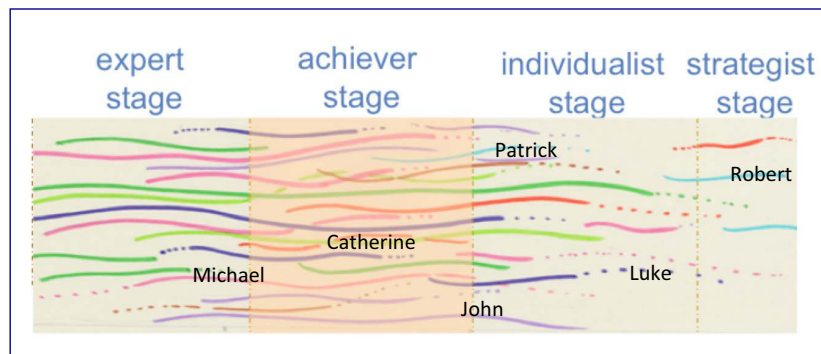 expert stage
achiever stage
individualist stage
strategist stage
Patrick
Robert
Catherine
Michael
Luke
John